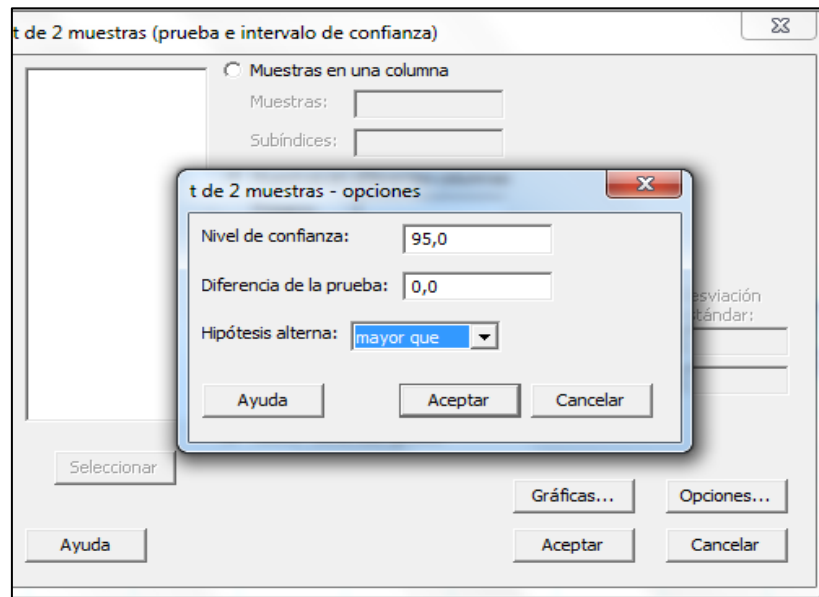 t de 2 muestras (prueba e intervalo de confianza)
Muestras en una columna
Muestras:
Subíndices:
t de 2 muestras - opciones
Nivel de confianza:
95,0
Diferencia de la prueba:
0,0
Hipótesis alterna:
mayor que
Ayuda
Aceptar
Cancelar
Seleccionar
Gráficas...
Opciones...
Ayuda
Aceptar
Cancelar